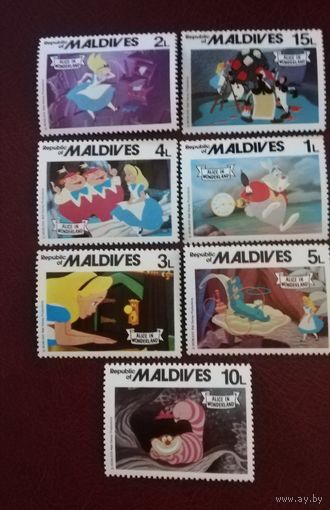 Republic of MALDIVES 2L
ALICE IN WONDERLAND
Republic of MALDIVES 15L
ALICE IN WONDERLAND
Republic of MALDIVES 4L
ALICE IN WONDERLAND
Republic of MALDIVES 1L
ALICE IN WONDERLAND
Republic of MALDIVES 3L
ALICE IN WONDERLAND
Republic of MALDIVES 5L
ALICE IN WONDERLAND
Republic of MALDIVES 10L
ALICE IN WONDERLAND
www.ay.by